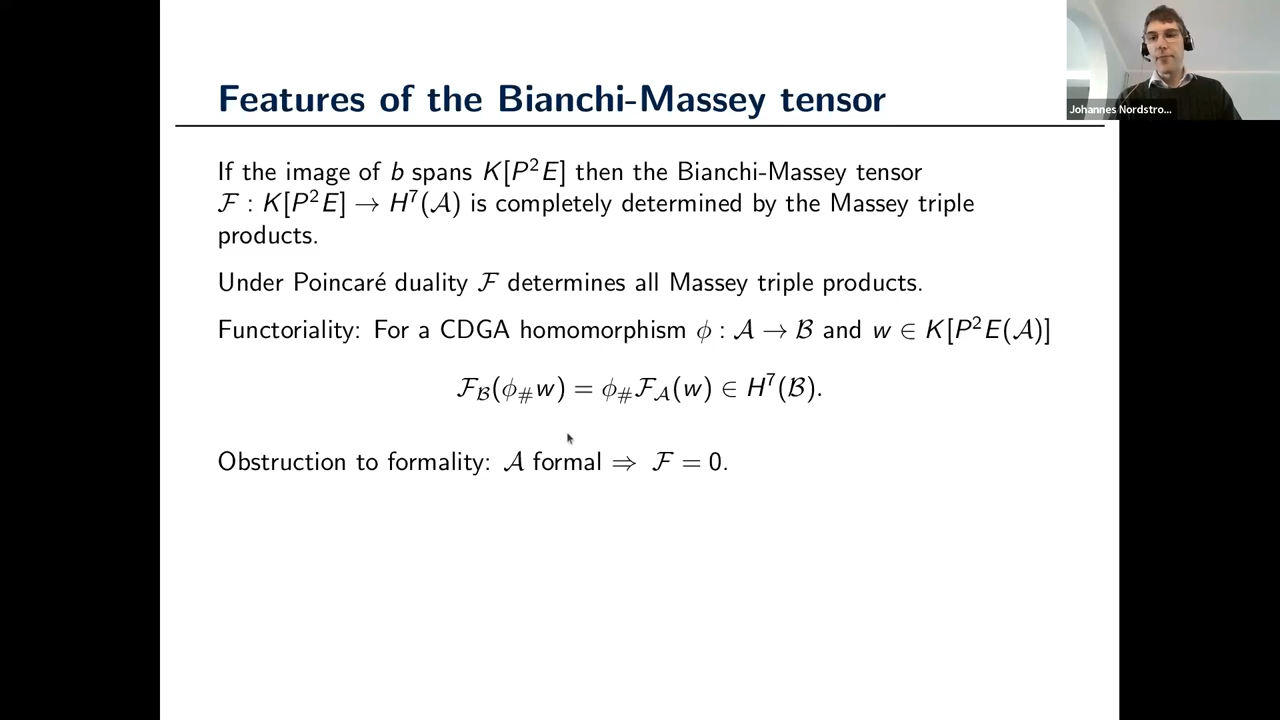 Features of the Bianchi-Massey tensor
Johannes Nordstro...
If the image of b spans K[P²E] then the Bianchi-Massey tensor
ℱ : K[P²E] → H⁷(𝒜) is completely determined by the Massey triple
products.
Under Poincaré duality ℱ determines all Massey triple products.
Functoriality: For a CDGA homomorphism ϕ : 𝒜 → ℬ and w ∈ K[P²E(𝒜)]
ℱ_ℬ(ϕ_#w) = ϕ_#ℱ_𝒜(w) ∈ H⁷(ℬ).
Obstruction to formality: 𝒜 formal ⇒ ℱ = 0.